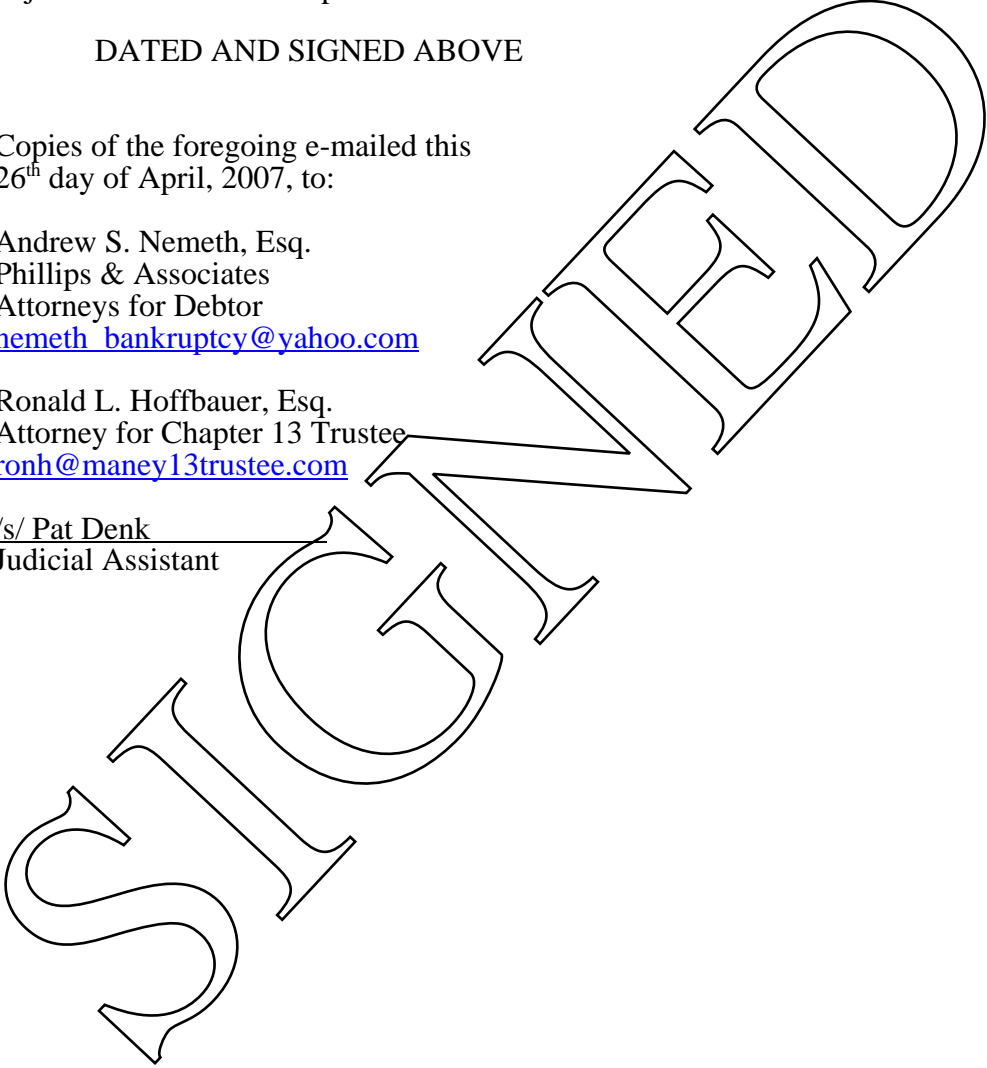 DATED AND SIGNED ABOVE
Copies of the foregoing e-mailed this
26th day of April, 2007, to:
Andrew S. Nemeth, Esq.
Phillips & Associates
Attorneys for Debtor
nemeth_bankruptcy@yahoo.com
Ronald L. Hoffbauer, Esq.
Attorney for Chapter 13 Trustee
ronh@maney13trustee.com
/s/ Pat Denk
Judicial Assistant
SIGNED